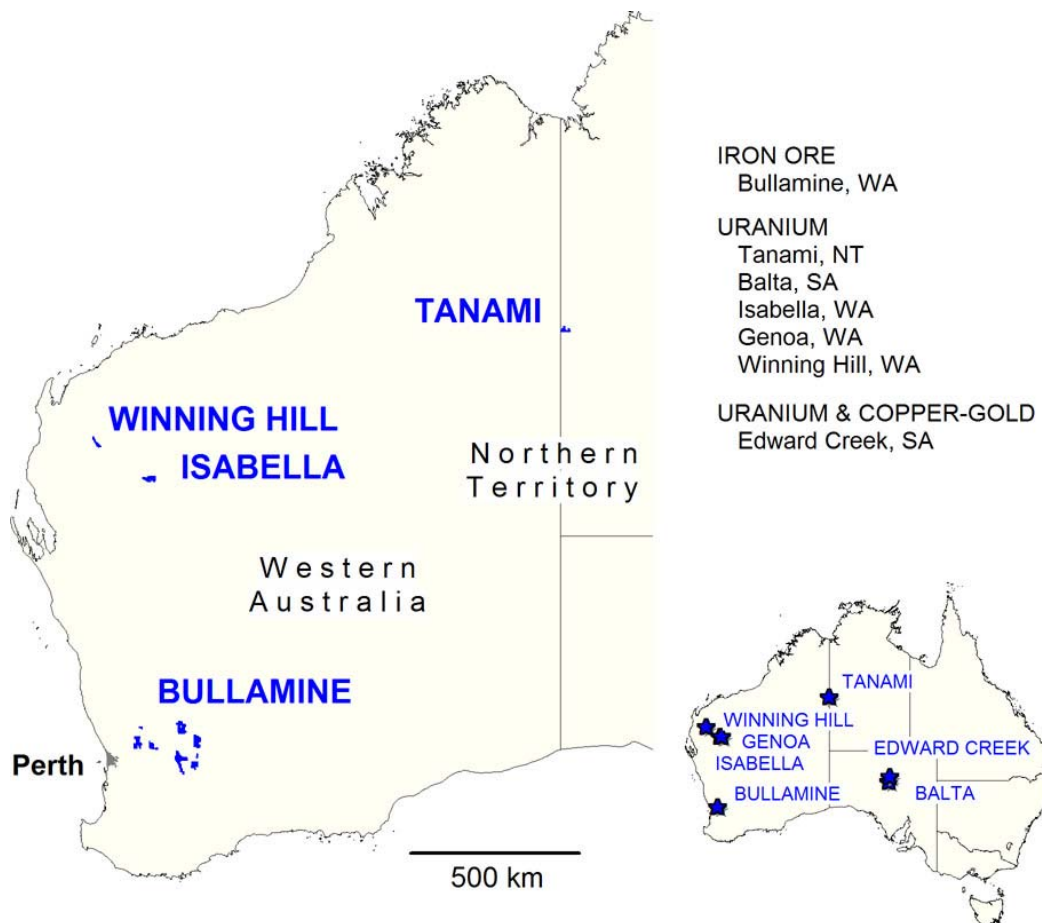 TANAMI
WINNING HILL
ISABELLA
Northern
Territory
Western
Australia
BULLAMINE
Perth
500 km
IRON ORE
Bullamine, WA
URANIUM
Tanami, NT
Balta, SA
Isabella, WA
Genoa, WA
Winning Hill, WA
URANIUM & COPPER-GOLD
Edward Creek, SA
TANAMI
WINNING HILL
GENOA
EDWARD CREEK
ISABELLA
BULLAMINE
BALTA